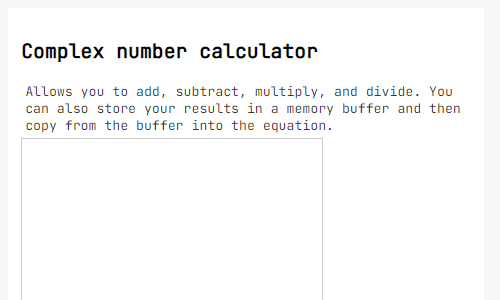 Complex number calculator
Allows you to add, subtract, multiply, and divide. You
can also store your results in a memory buffer and then
copy from the buffer into the equation.